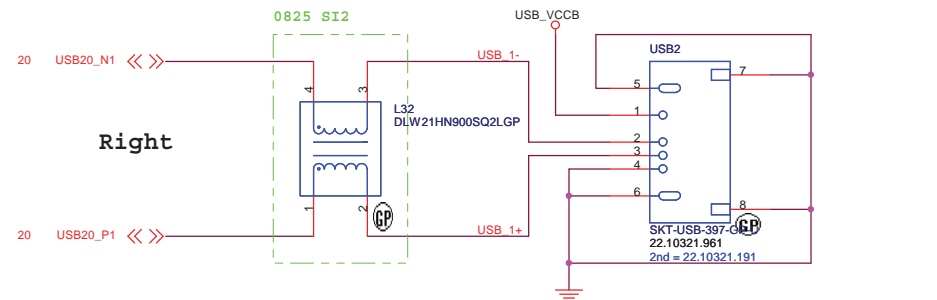 0825 SI2
USB_VCCB
20 USB20_N1
USB_1-
USB2
7
5
4
3
L32
DLW21HN900SQ2LGP
1
Right
2
3
4
6
1
2
GP
8
GP
20 USB20_P1
USB_1+
SKT-USB-397-G
22.10321.961
2nd = 22.10321.191